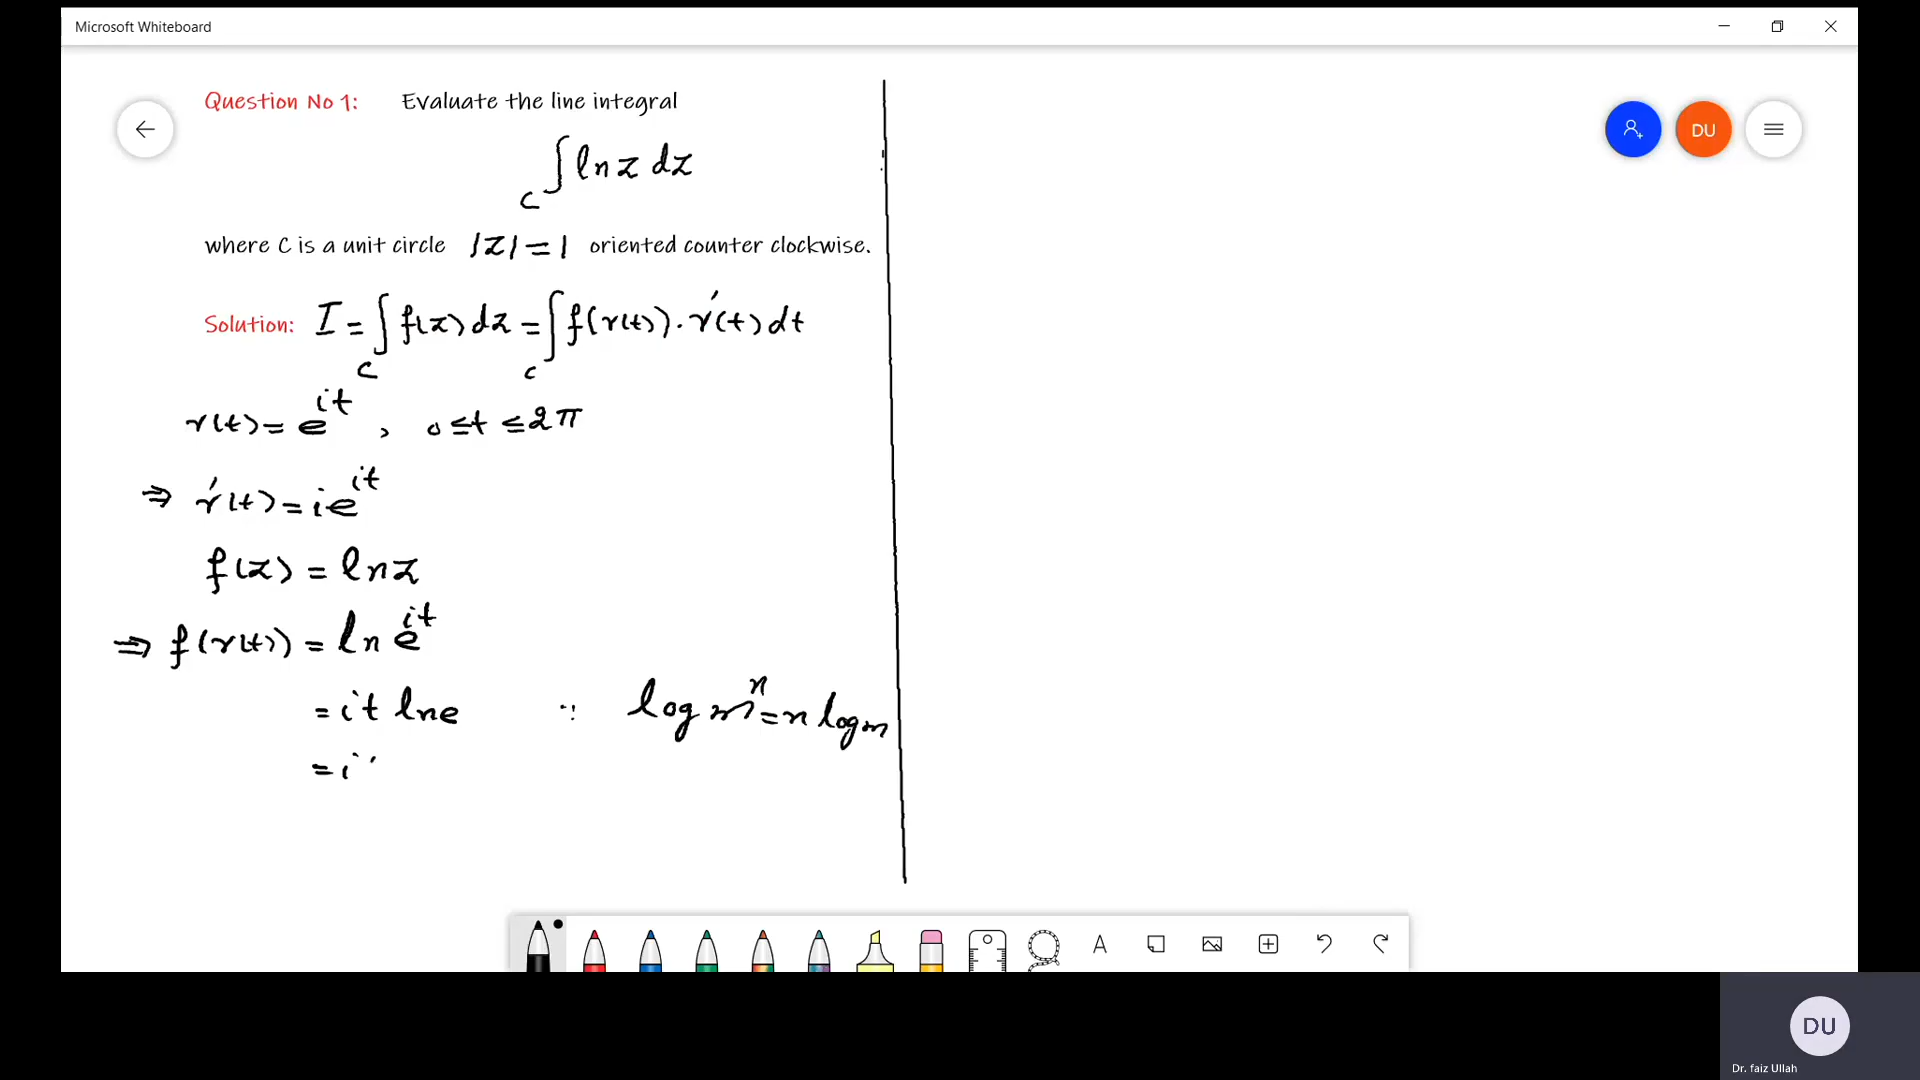 Microsoft Whiteboard
Question No 1: Evaluate the line integral
∫_C ln z dz
where C is a unit circle |z| = 1 oriented counter clockwise.
Solution: I = ∫_C f(z) dz = ∫_C f(r(t)) · r′(t) dt
r(t) = e^{it} , 0 ≤ t ≤ 2π
⇒ r′(t) = i e^{it}
f(z) = ln z
⇒ f(r(t)) = ln e^{it}
= it ln e ∵ log m^n = n log m
= i
DU
A
DU
Dr. faiz Ullah